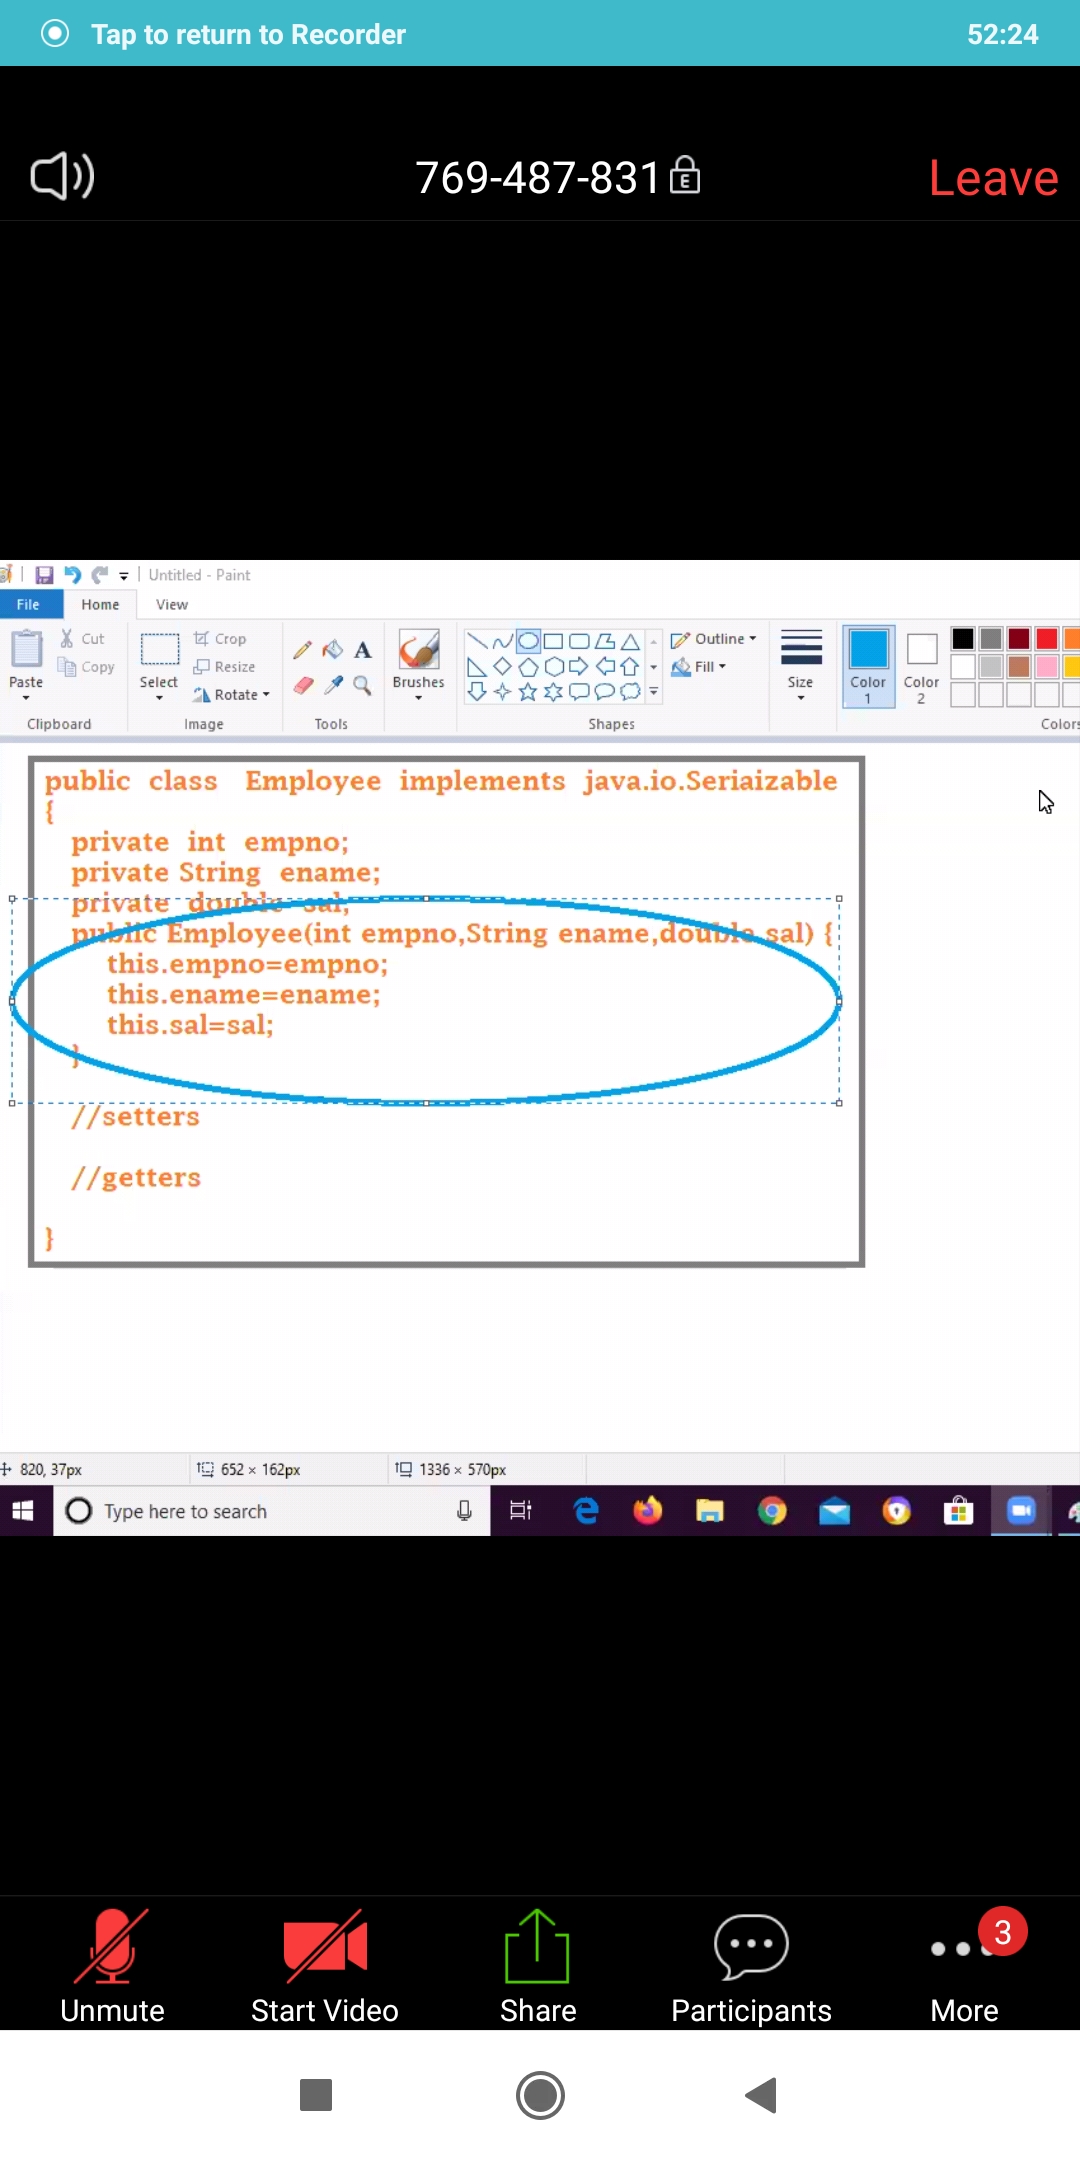 Tap to return to Recorder 52:24
769-487-831 E Leave
Untitled - Paint
File Home View
Cut Crop Outline
Copy Resize Fill
Paste Select Rotate Brushes Size Color 1 Color 2
Clipboard Image Tools Shapes Colors
public class Employee implements java.io.Seriaizable
{
private int empno;
private String ename;
private double sal;
public Employee(int empno,String ename,double sal) {
this.empno=empno;
this.ename=ename;
this.sal=sal;
}
//setters
//getters
}
820, 37px 652 × 162px 1336 × 570px
Type here to search
3
Unmute Start Video Share Participants More